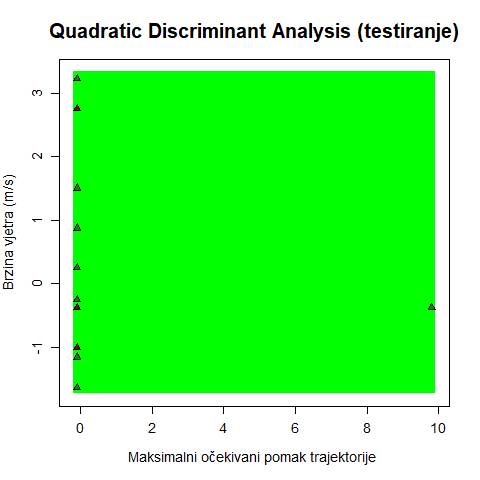 Quadratic Discriminant Analysis (testiranje)
Brzina vjetra (m/s)
3
2
1
0
-1
0 2 4 6 8 10
Maksimalni očekivani pomak trajektorije